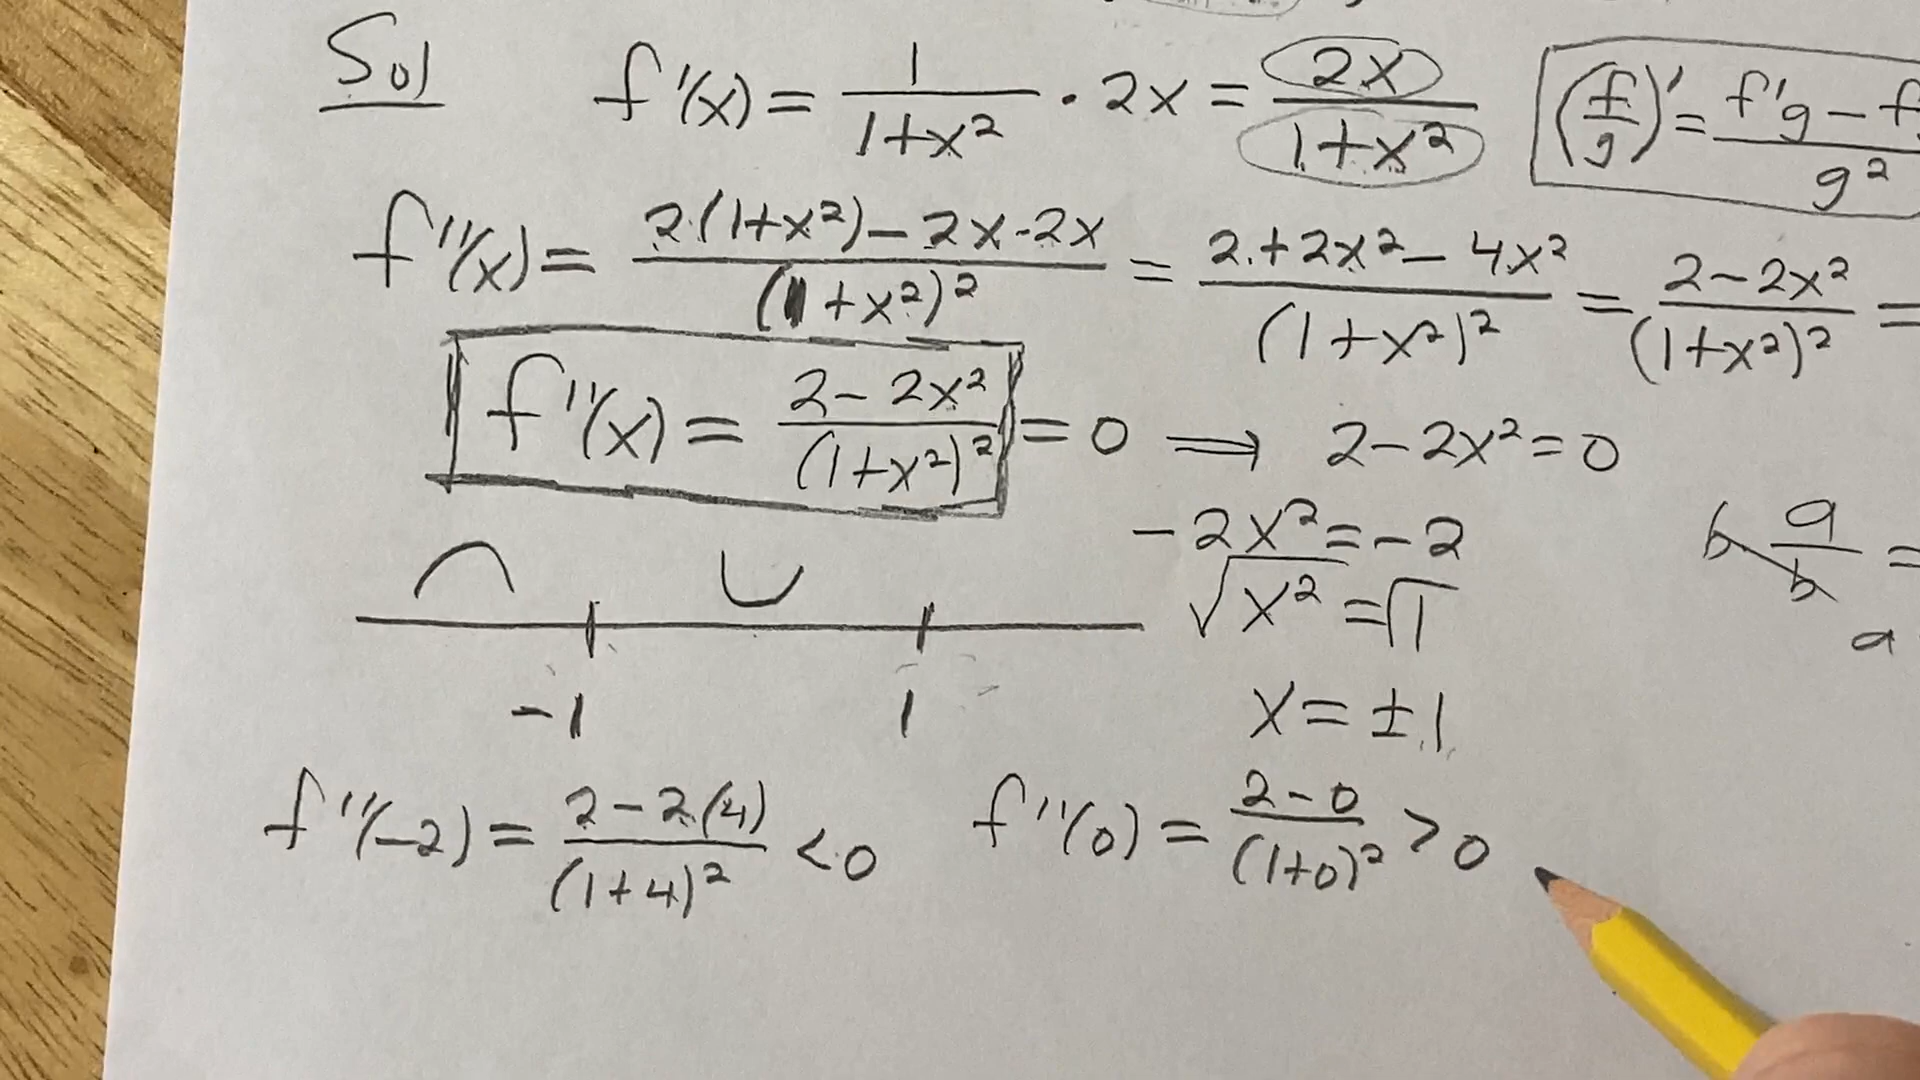 Sol f'(x) = 1/(1+x²) · 2x = 2x/(1+x²)
(f/g)' = (f'g - f
g²
f''(x) = (2(1+x²) - 2x·2x)/(1+x²)² = (2+2x² - 4x²)/(1+x²)² = (2-2x²)/(1+x²)² =
f''(x) = (2-2x²)/(1+x²)² = 0 ⟹ 2-2x² = 0
-2x² = -2
√x² = √1
b a/b =
a
-1 1
x = ±1
f''(-2) = (2-2(4))/(1+4)² < 0 f''(0) = (2-0)/(1+0)² > 0